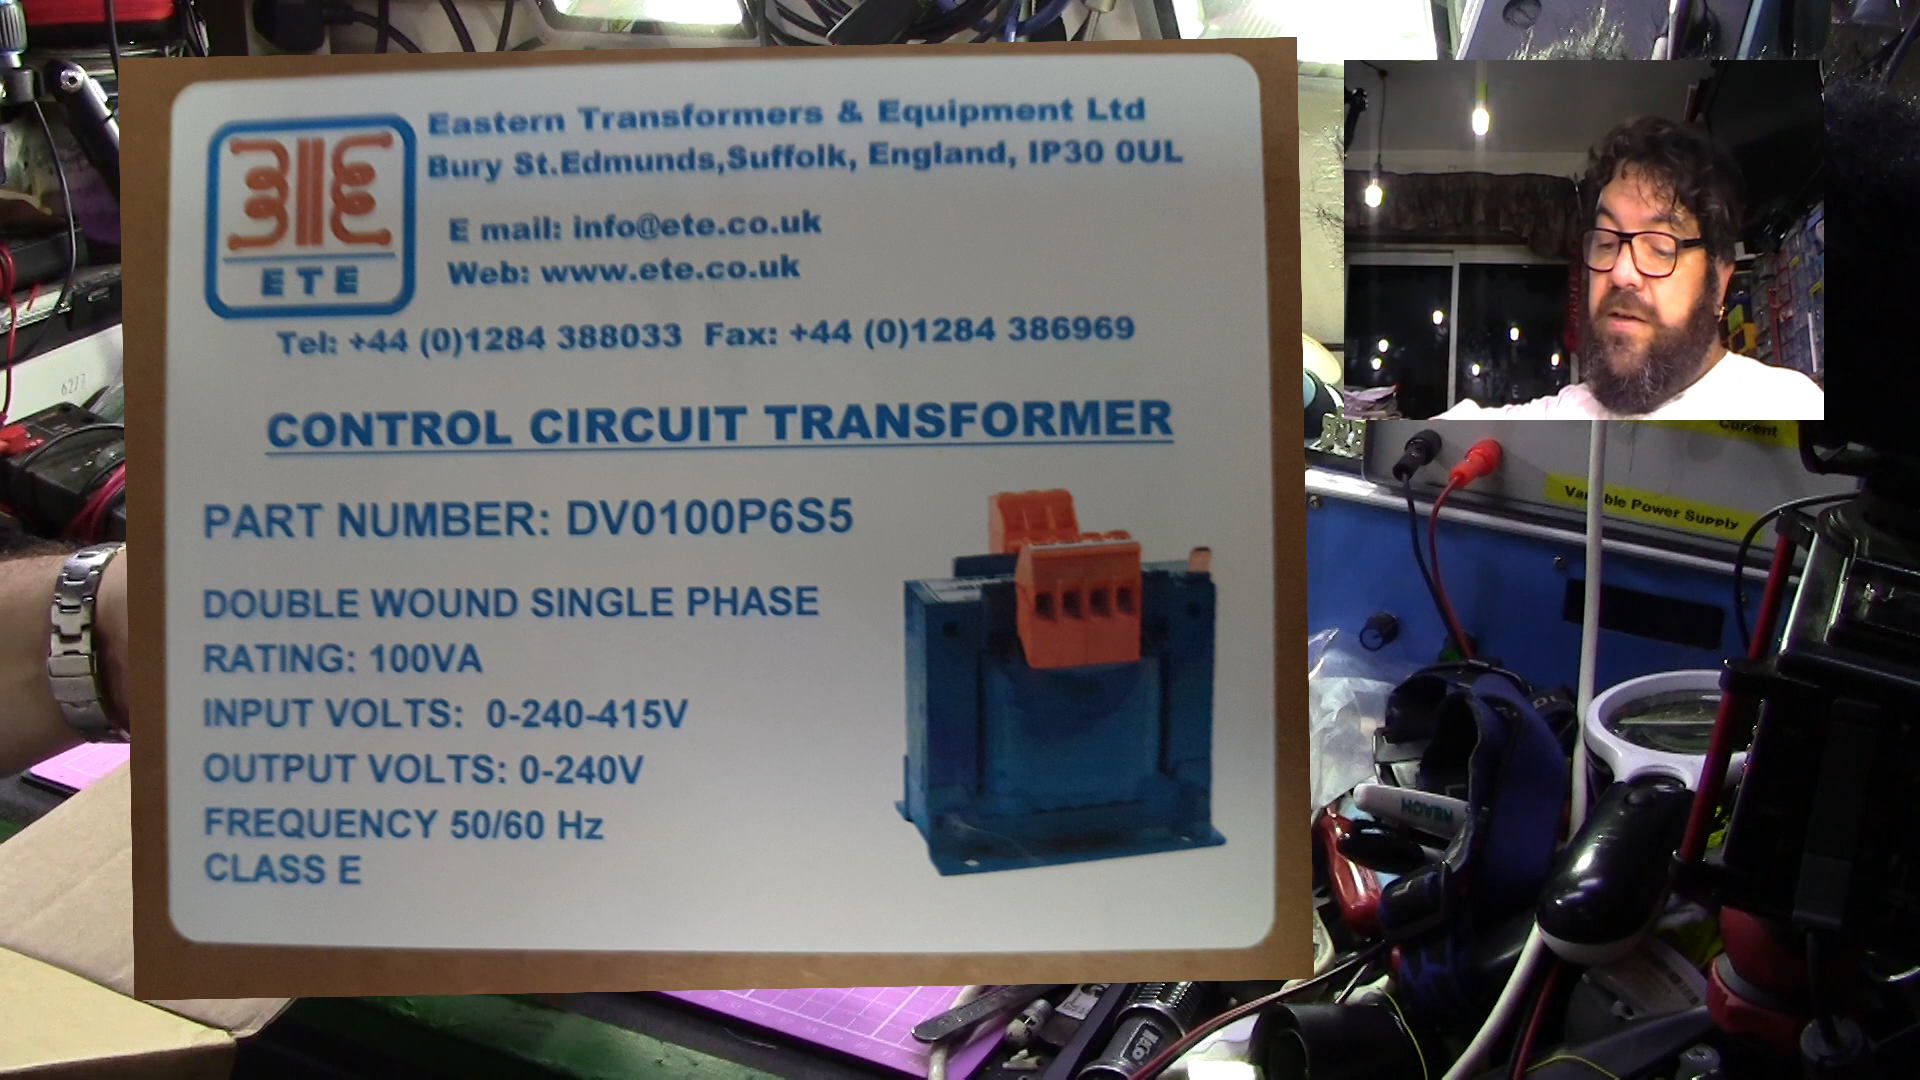 Eastern Transformers & Equipment Ltd
Bury St.Edmunds,Suffolk, England, IP30 0UL
E mail: info@ete.co.uk
Web: www.ete.co.uk
ETE
Tel: +44 (0)1284 388033 Fax: +44 (0)1284 386969
CONTROL CIRCUIT TRANSFORMER
PART NUMBER: DV0100P6S5
DOUBLE WOUND SINGLE PHASE
RATING: 100VA
INPUT VOLTS: 0-240-415V
OUTPUT VOLTS: 0-240V
FREQUENCY 50/60 Hz
CLASS E
Current
Variable Power Supply